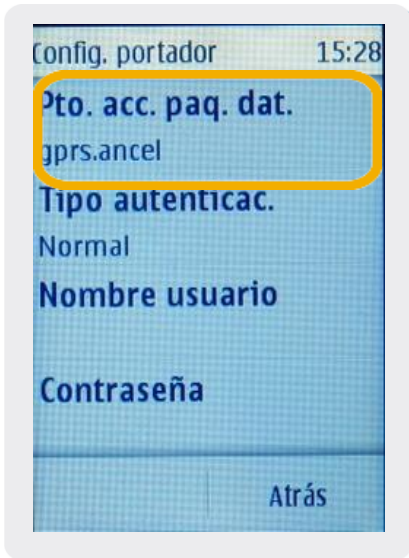 Config. portador 15:28
Pto. acc. paq. dat.
gprs.ancel
Tipo autenticac.
Normal
Nombre usuario
Contraseña
Atrás